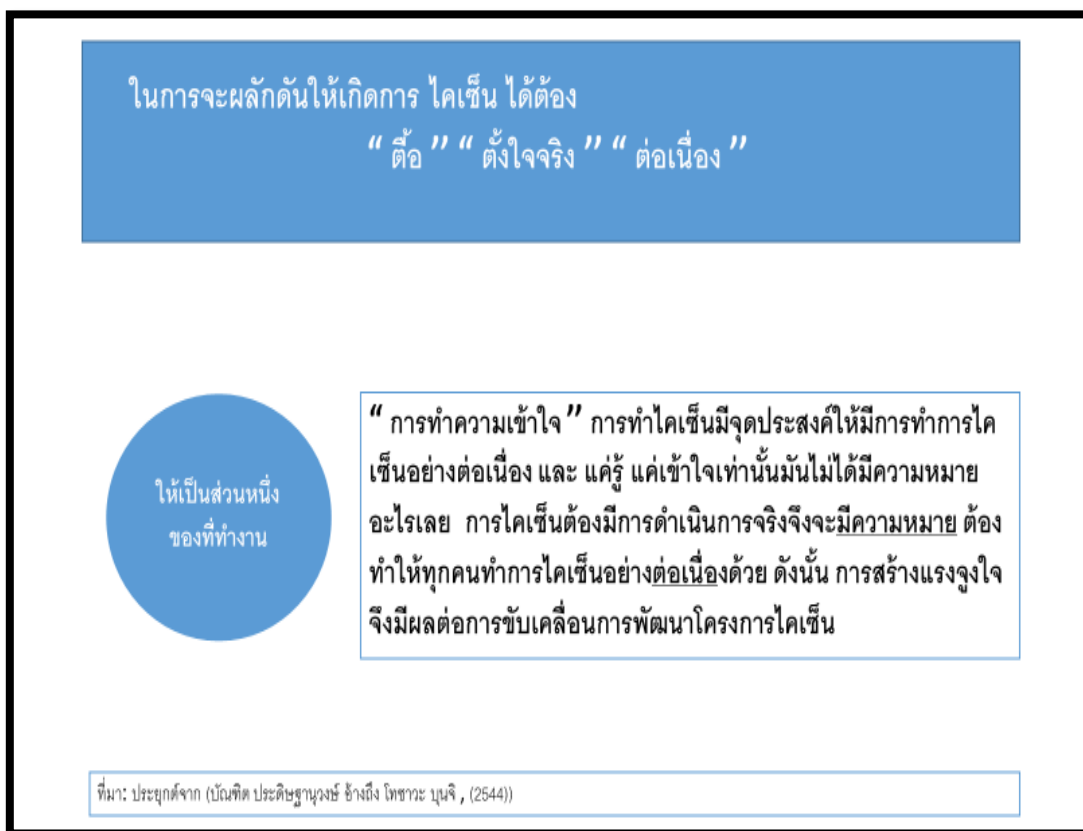 ในการจะผลักดันให้เกิดการ ไคเซ็น ได้ต้อง
“ ตื้อ ” “ ตั้งใจจริง ” “ ต่อเนื่อง ”
ให้เป็นส่วนหนึ่ง
ของที่ทำงาน
“ การทำความเข้าใจ ” การทำไคเซ็นมีจุดประสงค์ให้มีการทำการไค
เซ็นอย่างต่อเนื่อง และ แค่รู้ แค่เข้าใจเท่านั้นมันไม่ได้มีความหมาย
อะไรเลย การไคเซ็นต้องมีการดำเนินการจริงจึงจะมีความหมาย ต้อง
ทำให้ทุกคนทำการไคเซ็นอย่างต่อเนื่องด้วย ดังนั้น การสร้างแรงจูงใจ
จึงมีผลต่อการขับเคลื่อนการพัฒนาโครงการไคเซ็น
ที่มา: ประยุกต์จาก (บัณฑิต ประดิษฐานุวงษ์ อ้างถึง โทซาวะ บุนจิ , (2544))